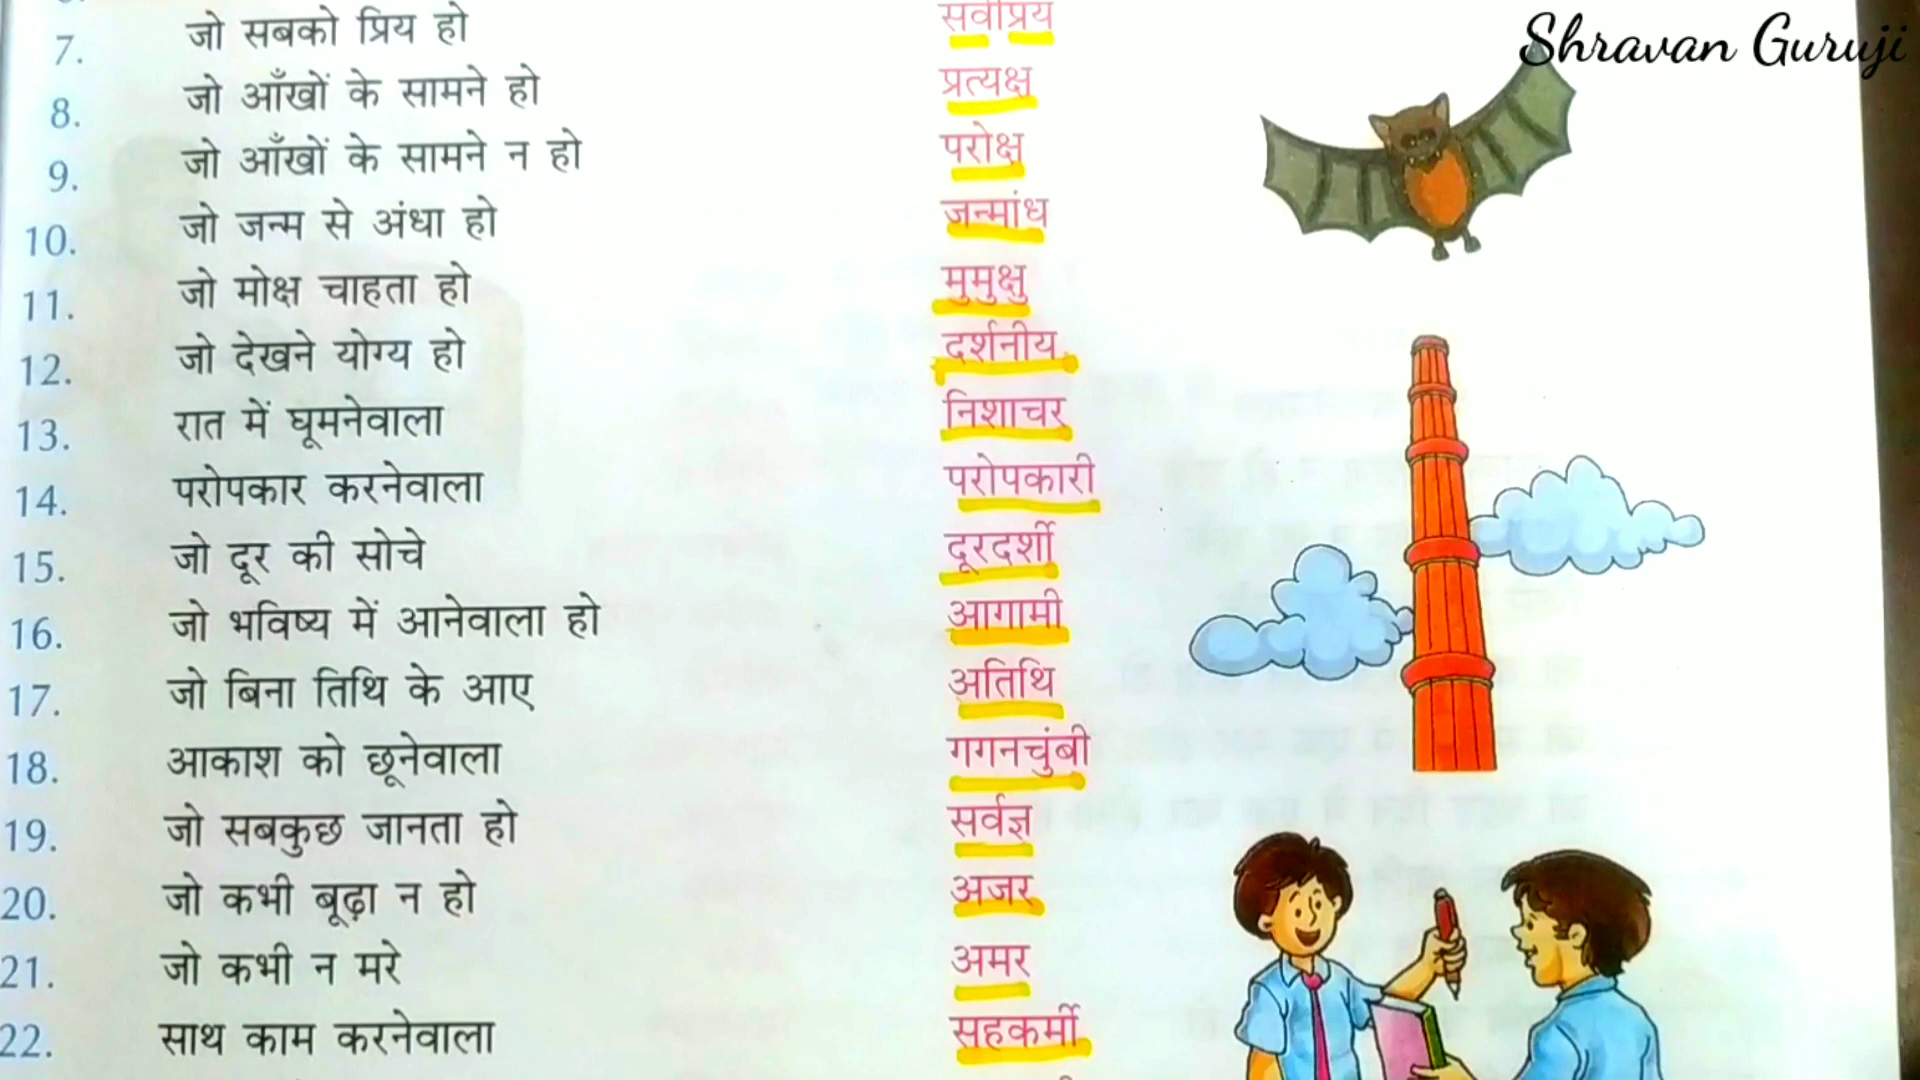 Shravan Guruji
7. जो सबको प्रिय हो सर्वप्रिय
8. जो आँखों के सामने हो प्रत्यक्ष
9. जो आँखों के सामने न हो परोक्ष
10. जो जन्म से अंधा हो जन्मांध
11. जो मोक्ष चाहता हो मुमुक्षु
12. जो देखने योग्य हो दर्शनीय
13. रात में घूमनेवाला निशाचर
14. परोपकार करनेवाला परोपकारी
15. जो दूर की सोचे दूरदर्शी
16. जो भविष्य में आनेवाला हो आगामी
17. जो बिना तिथि के आए अतिथि
18. आकाश को छूनेवाला गगनचुंबी
19. जो सबकुछ जानता हो सर्वज्ञ
20. जो कभी बूढ़ा न हो अजर
21. जो कभी न मरे अमर
22. साथ काम करनेवाला सहकर्मी